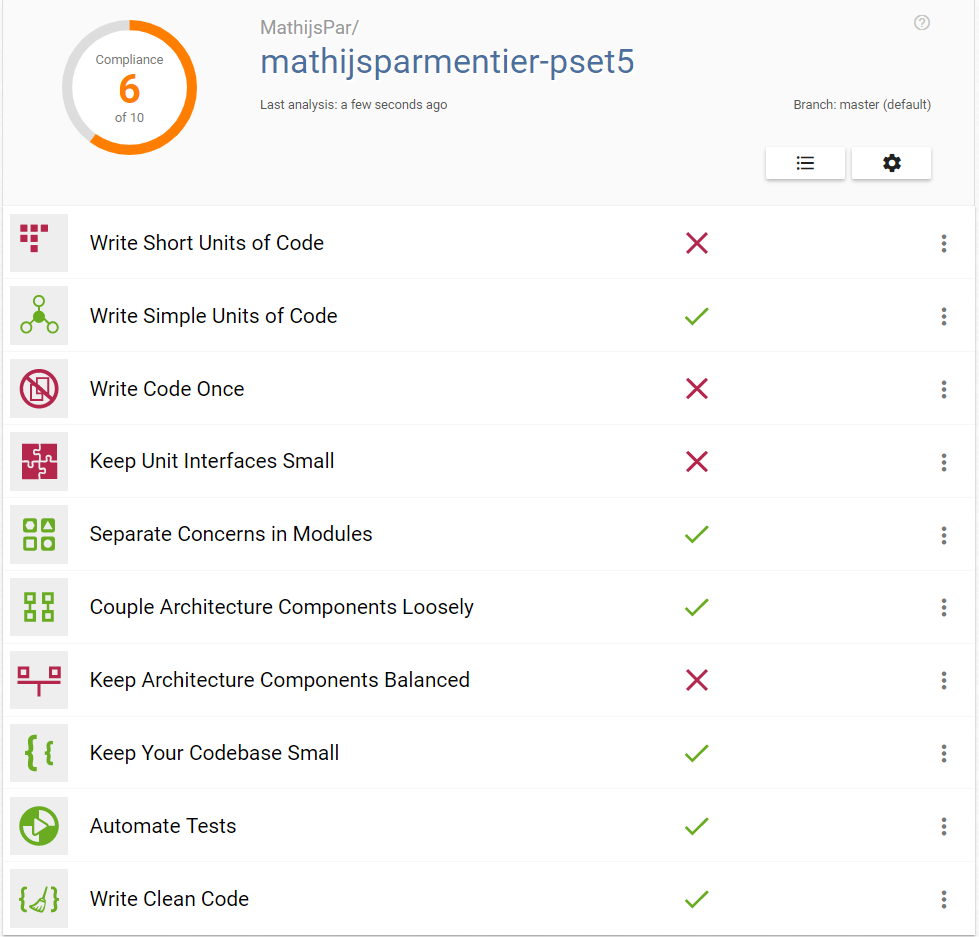 Compliance
6
of 10
MathijsPar/
mathijsparmentier-pset5
Last analysis: a few seconds ago
Branch: master (default)
Write Short Units of Code
Write Simple Units of Code
Write Code Once
Keep Unit Interfaces Small
Separate Concerns in Modules
Couple Architecture Components Loosely
Keep Architecture Components Balanced
Keep Your Codebase Small
Automate Tests
Write Clean Code